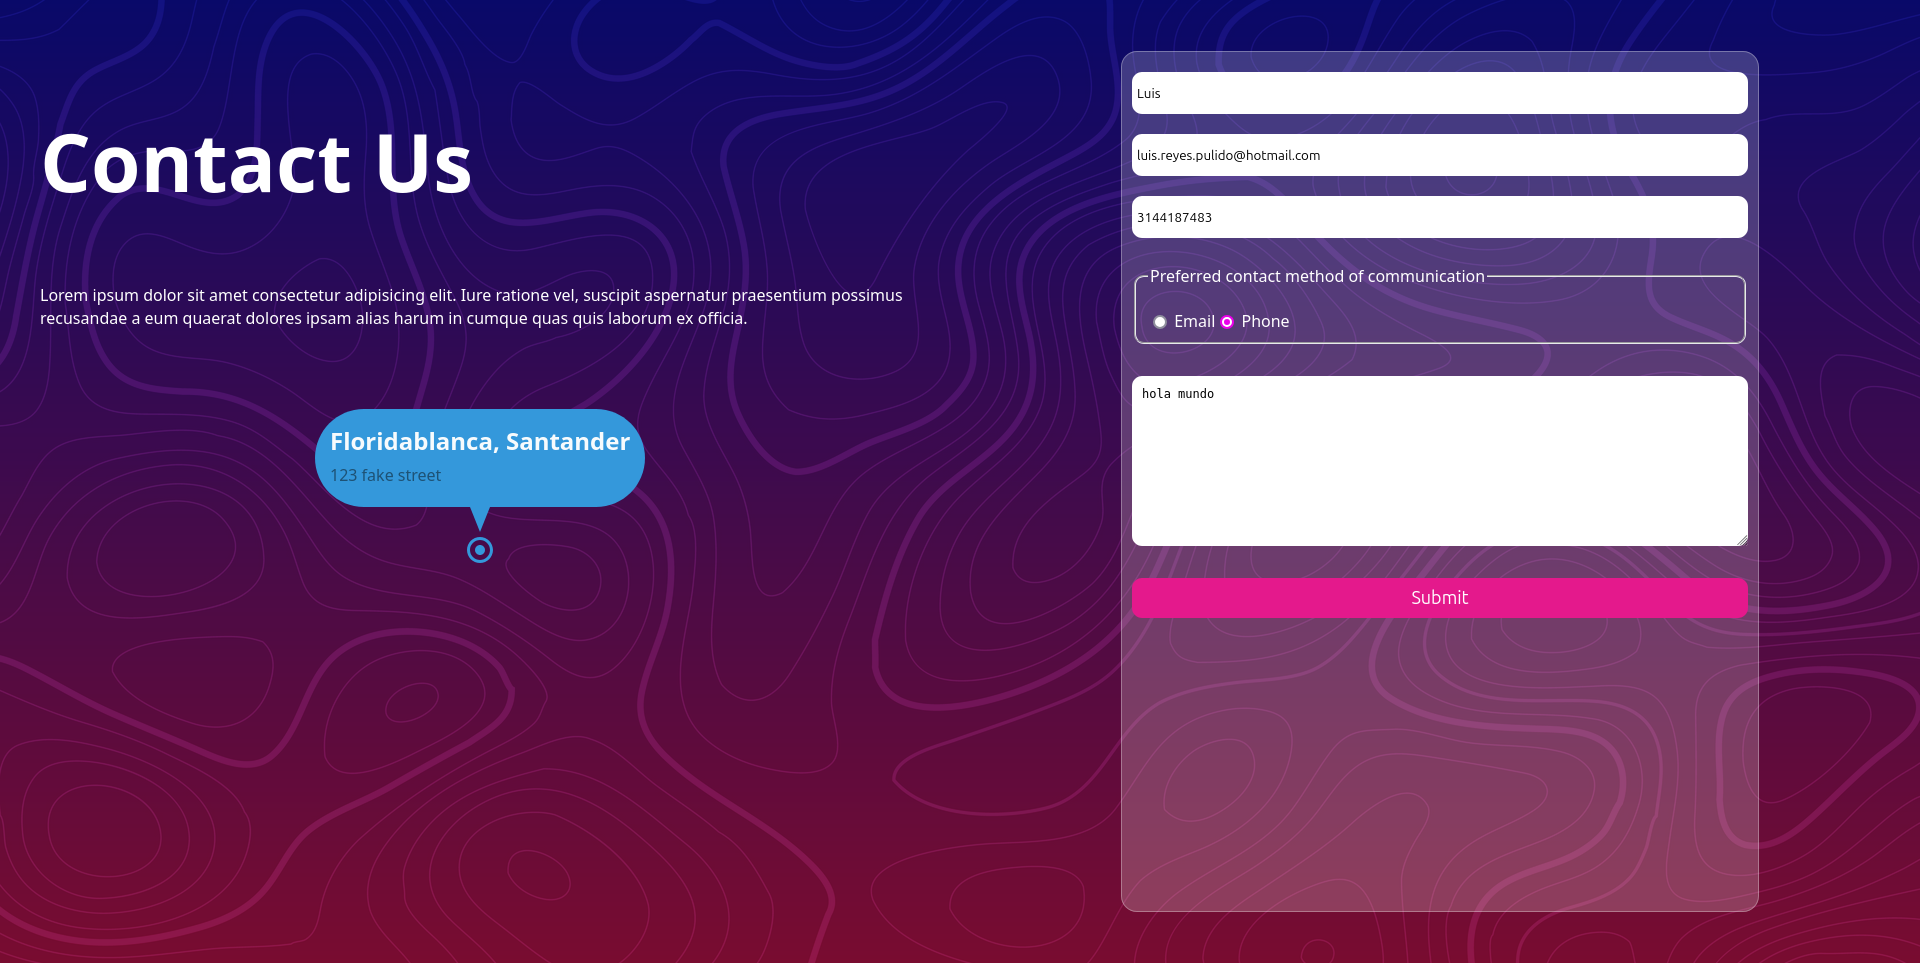 Contact Us
Lorem ipsum dolor sit amet consectetur adipisicing elit. Iure ratione vel, suscipit aspernatur praesentium possimus
recusandae a eum quaerat dolores ipsam alias harum in cumque quas quis laborum ex officia.
Floridablanca, Santander
123 fake street
Luis
luis.reyes.pulido@hotmail.com
3144187483
Preferred contact method of communication
Email Phone
hola mundo
Submit